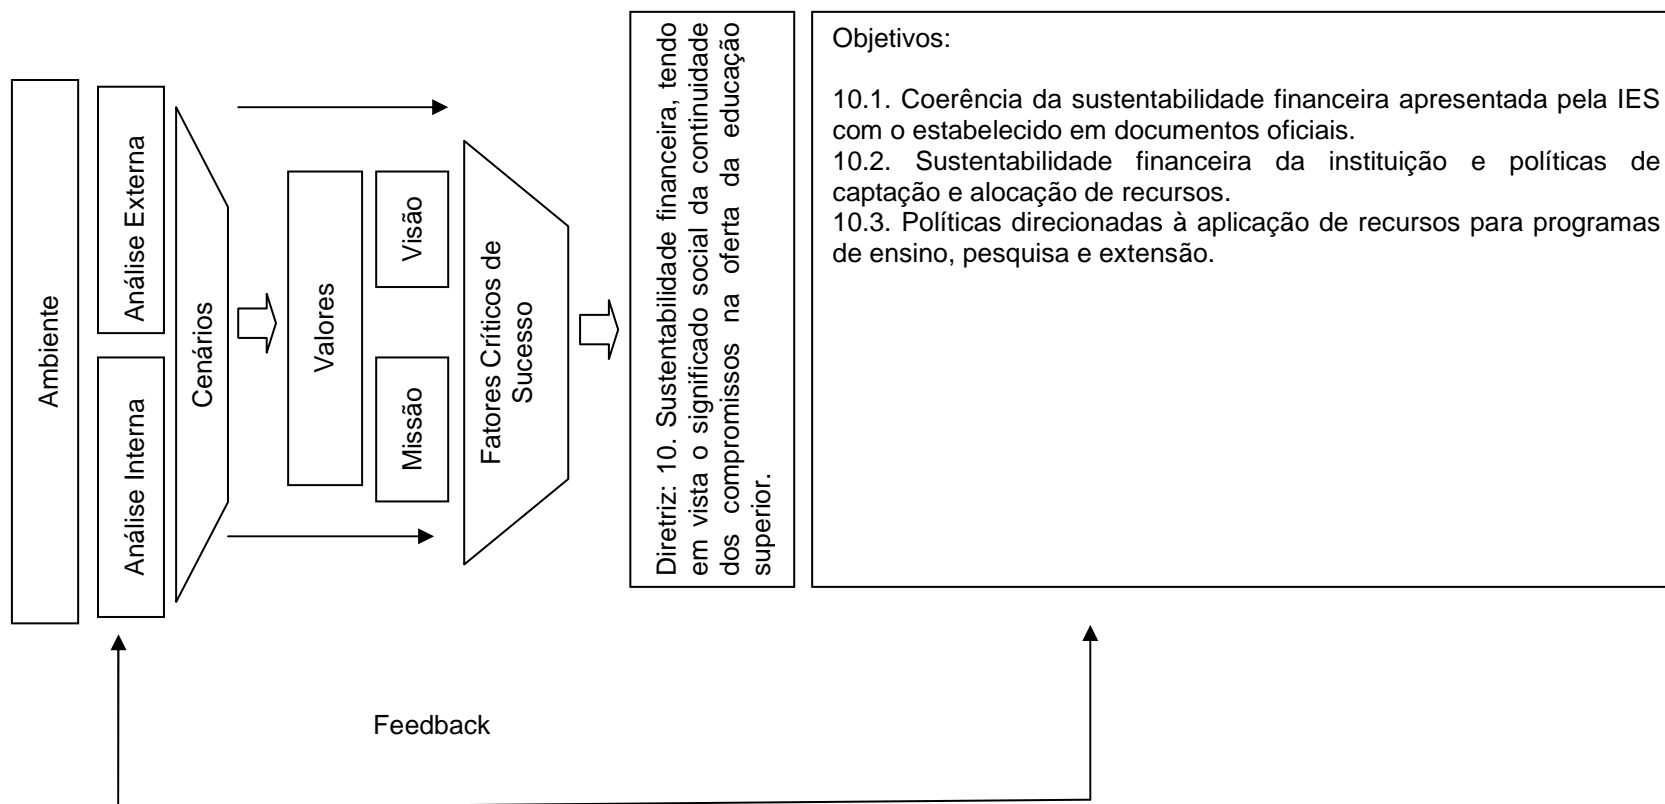 Ambiente
Análise Externa
Análise Interna
Cenários
Valores
Visão
Missão
Fatores Críticos de
Sucesso
Diretriz: 10. Sustentabilidade financeira, tendo
em vista o significado social da continuidade
dos compromissos na oferta da educação
superior.
Objetivos:
10.1. Coerência da sustentabilidade financeira apresentada pela IES
com o estabelecido em documentos oficiais.
10.2. Sustentabilidade financeira da instituição e políticas de
captação e alocação de recursos.
10.3. Políticas direcionadas à aplicação de recursos para programas
de ensino, pesquisa e extensão.
Feedback